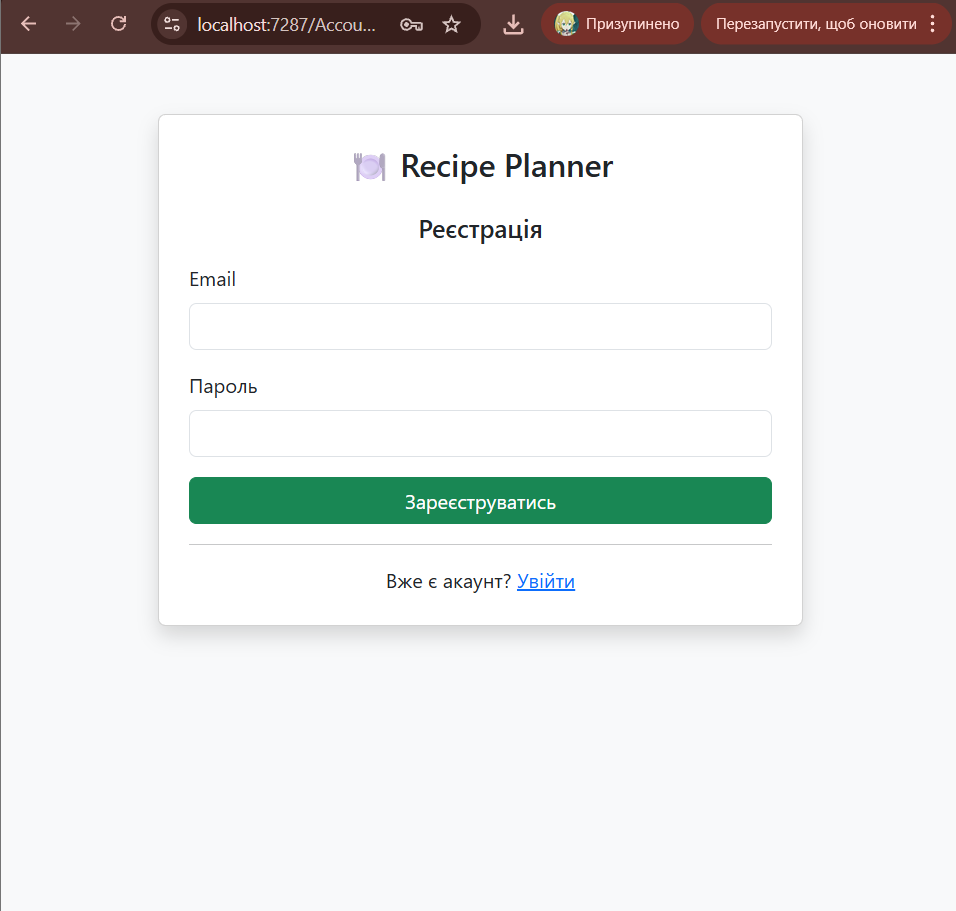 localhost:7287/Accou...
Призупинено
Перезапустити, щоб оновити
Recipe Planner
Реєстрація
Email
Пароль
Зареєструватись
Вже є акаунт? Увійти